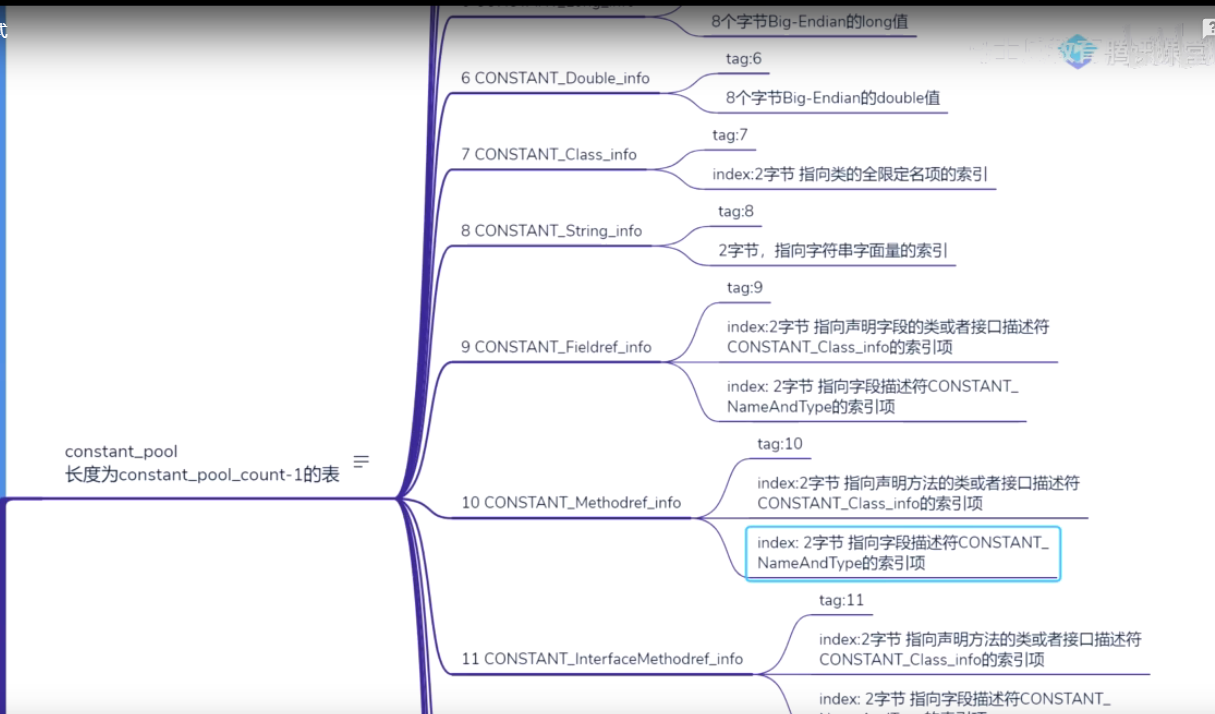 8个字节Big-Endian的long值
腾讯课堂
tag:6
6 CONSTANT_Double_info
8个字节Big-Endian的double值
tag:7
7 CONSTANT_Class_info
index:2字节 指向类的全限定名项的索引
tag:8
8 CONSTANT_String_info
2字节，指向字符串字面量的索引
tag:9
index:2字节 指向声明字段的类或者接口描述符
CONSTANT_Class_info的索引项
9 CONSTANT_Fieldref_info
index: 2字节 指向字段描述符CONSTANT_
NameAndType的索引项
constant_pool
长度为constant_pool_count-1的表
tag:10
index:2字节 指向声明方法的类或者接口描述符
CONSTANT_Class_info的索引项
10 CONSTANT_Methodref_info
index: 2字节 指向字段描述符CONSTANT_
NameAndType的索引项
tag:11
index:2字节 指向声明方法的类或者接口描述符
CONSTANT_Class_info的索引项
11 CONSTANT_InterfaceMethodref_info
index: 2字节 指向字段描述符CONSTANT_